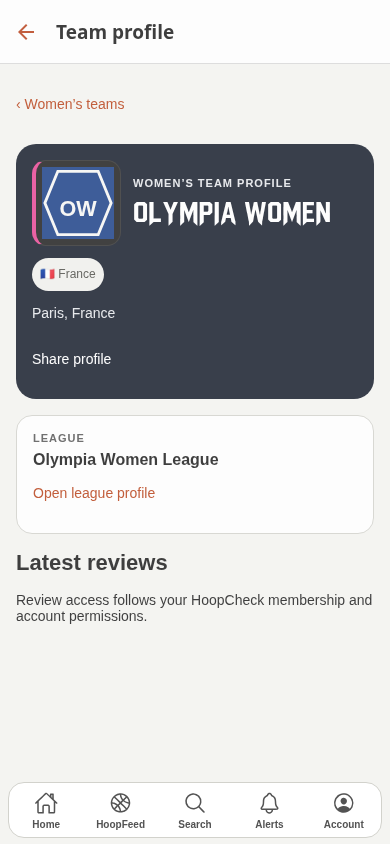 Team profile
‹ Women's teams
OW
WOMEN'S TEAM PROFILE
OLYMPIA WOMEN
France
Paris, France
Share profile
LEAGUE
Olympia Women League
Open league profile
Latest reviews
Review access follows your HoopCheck membership and
account permissions.
Home HoopFeed Search Alerts Account